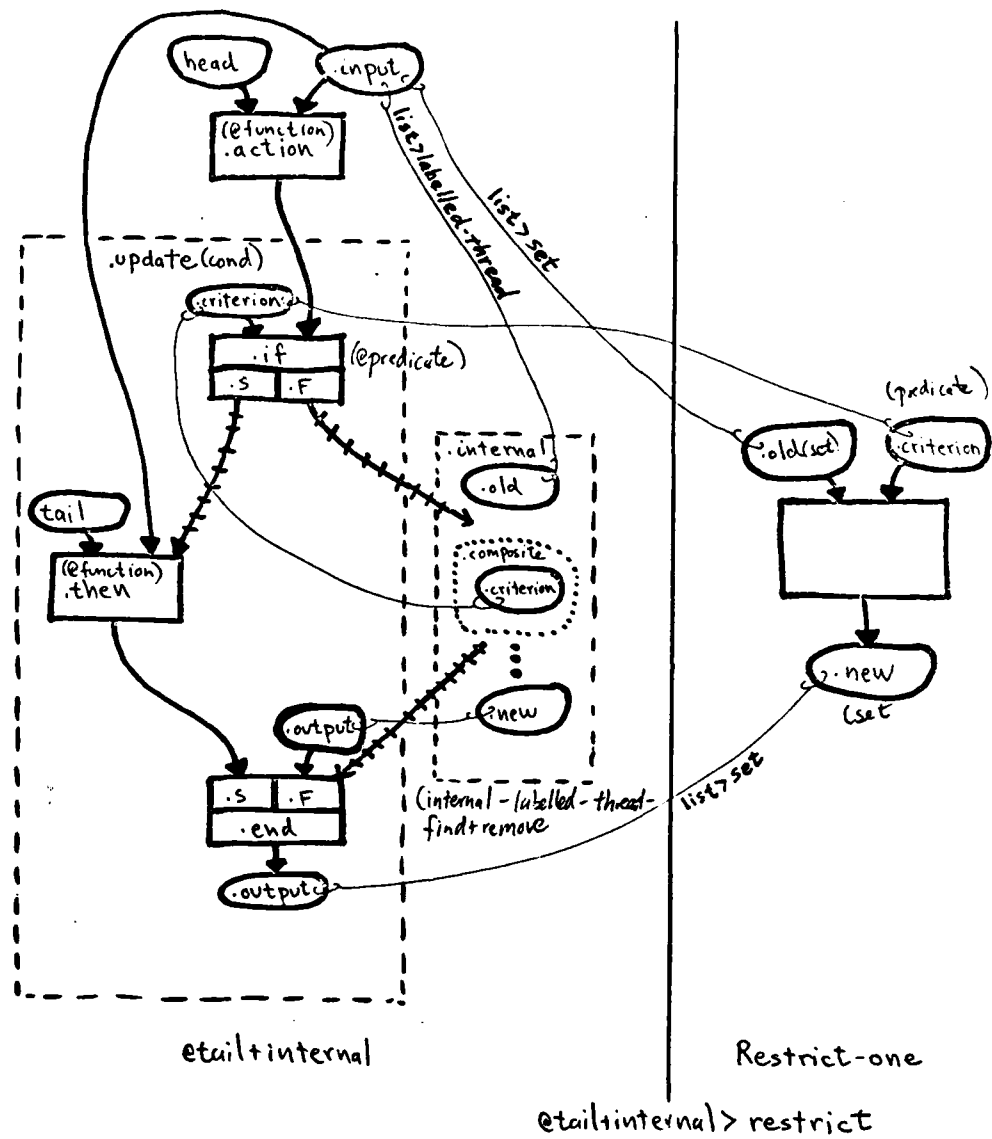 head
.input
(@function)
.action
list>labelled-thread
list>set
.update(cond)
.criterion
.if
(@predicate)
.S
.F
.internal
.old
(predicate)
.old(set)
.criterion
tail
(@function)
.then
.composite
.criterion
.new
(set
.output
.new
.S
.F
.end
(internal-labelled-thread-
find+remove
list>set
.output
@tail+internal
Restrict-one
@tail+internal> restrict